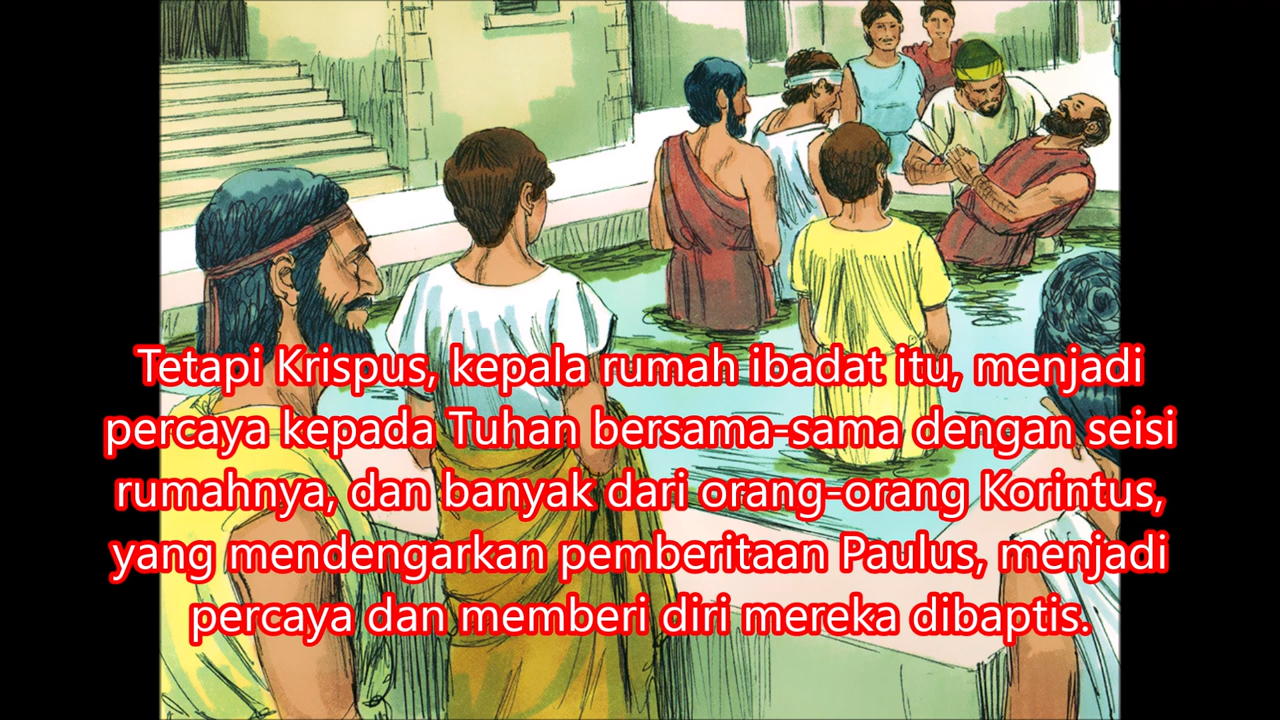 Tetapi Krispus, kepala rumah ibadat itu, menjadi
percaya kepada Tuhan bersama-sama dengan seisi
rumahnya, dan banyak dari orang-orang Korintus,
yang mendengarkan pemberitaan Paulus, menjadi
percaya dan memberi diri mereka dibaptis.